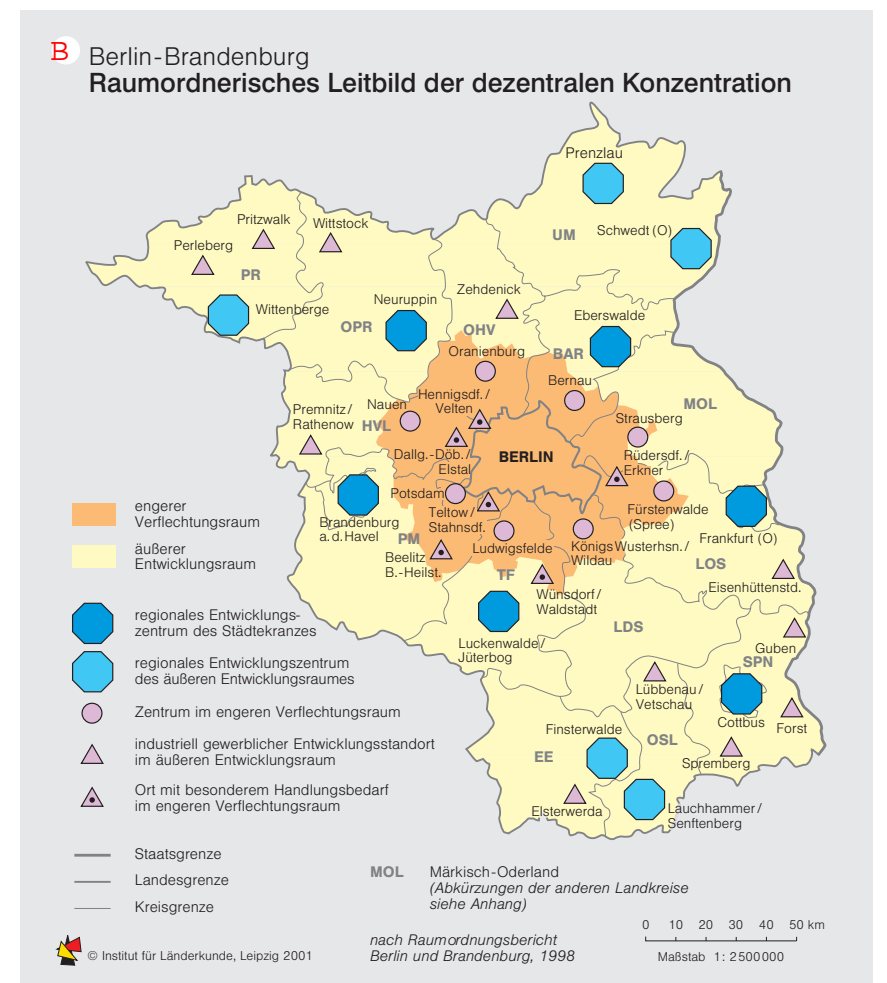 B
Berlin-Brandenburg
Raumordnerisches Leitbild der dezentralen Konzentration
Prenzlau
Schwedt (O)
UM
Pritzwalk
Wittstock
Perleberg
PR
Wittenberge
Neuruppin
OPR
Zehdenick
OHV
Eberswalde
BAR
Oranienburg
Bernau
MOL
Hennigsdf. /
Velten
Nauen
HVL
Premnitz /
Rathenow
Strausberg
Dallg.-Döb. /
Elstal
BERLIN
Rüdersdf. /
Erkner
Potsdam
Brandenburg
a. d. Havel
Teltow /
Stahnsdf.
Fürstenwalde
(Spree)
Frankfurt (O)
PM
Beelitz
B.-Heilst.
Ludwigsfelde
Königs Wusterhsn. /
Wildau
LOS
Eisenhüttenstd.
TF
Wünsdorf /
Waldstadt
Luckenwalde /
Jüterbog
LDS
Guben
SPN
Lübbenau /
Vetschau
Cottbus
Forst
Finsterwalde
OSL
Spremberg
EE
Elsterwerda
Lauchhammer /
Senftenberg
engerer
Verflechtungsraum
äußerer
Entwicklungsraum
regionales Entwicklungs-
zentrum des Städtekranzes
regionales Entwicklungszentrum
des äußeren Entwicklungsraumes
Zentrum im engeren Verflechtungsraum
industriell gewerblicher Entwicklungsstandort
im äußeren Entwicklungsraum
Ort mit besonderem Handlungsbedarf
im engeren Verflechtungsraum
Staatsgrenze
Landesgrenze
Kreisgrenze
MOL Märkisch-Oderland
(Abkürzungen der anderen Landkreise
siehe Anhang)
nach Raumordnungsbericht
Berlin und Brandenburg, 1998
0 10 20 30 40 50 km
Maßstab 1 : 2500000
© Institut für Länderkunde, Leipzig 2001